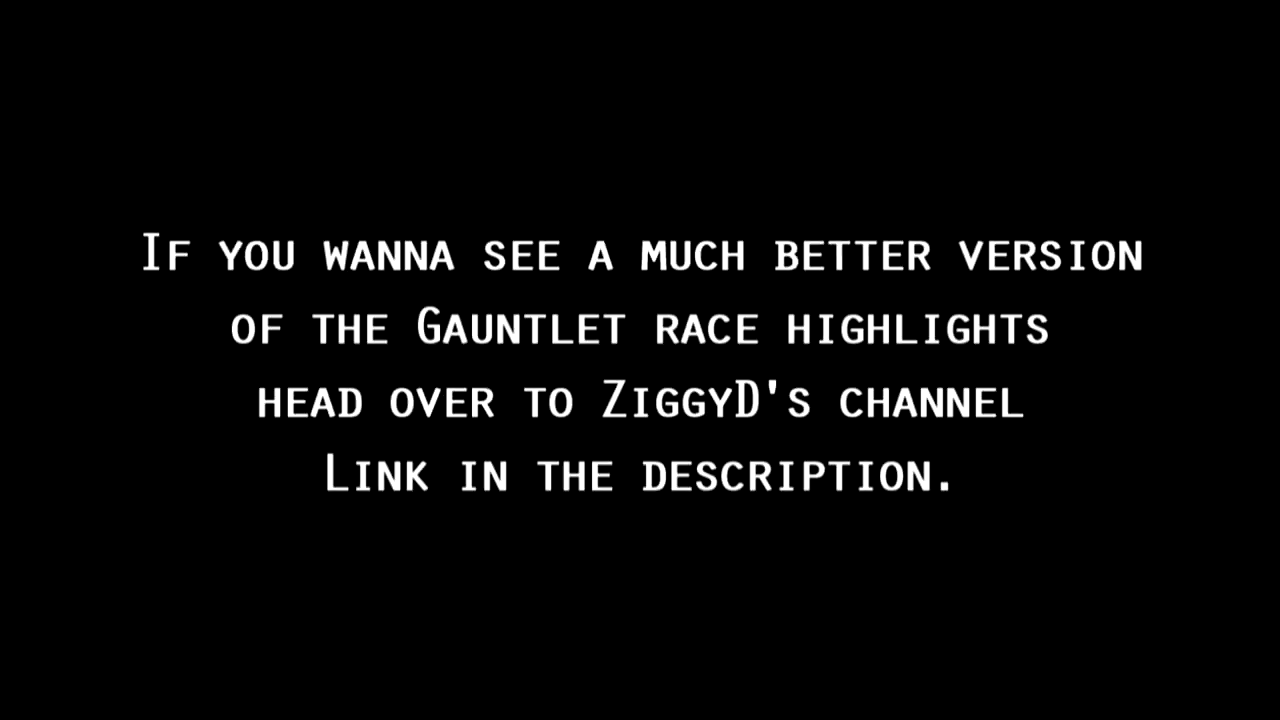 If you wanna see a much better version
of the Gauntlet race highlights
head over to ZiggyD's channel
Link in the description.